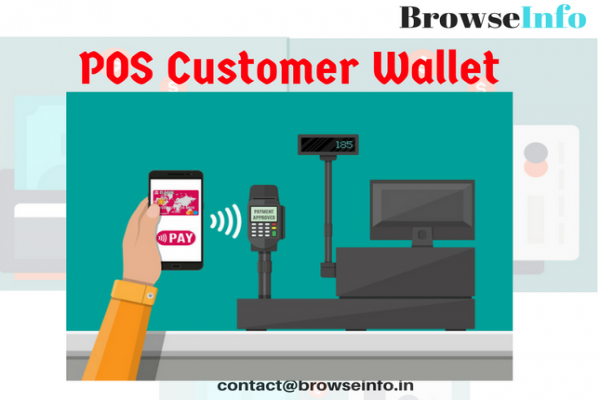 BrowseInfo
POS Customer Wallet
185
PAY
PAYMENT
APPROVED
contact@browseinfo.in